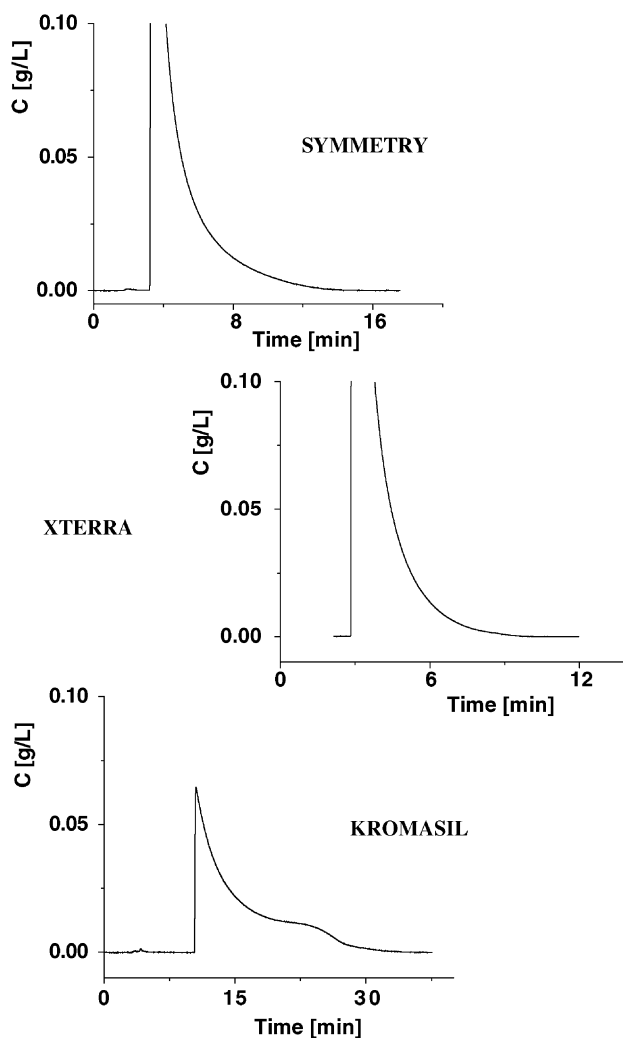 0.10
C [g/L]
0.05
0.00
SYMMETRY
0 8 16
Time [min]
0.10
C [g/L]
0.05
0.00
XTERRA
0 6 12
Time [min]
0.10
C [g/L]
0.05
0.00
KROMASIL
0 15 30
Time [min]